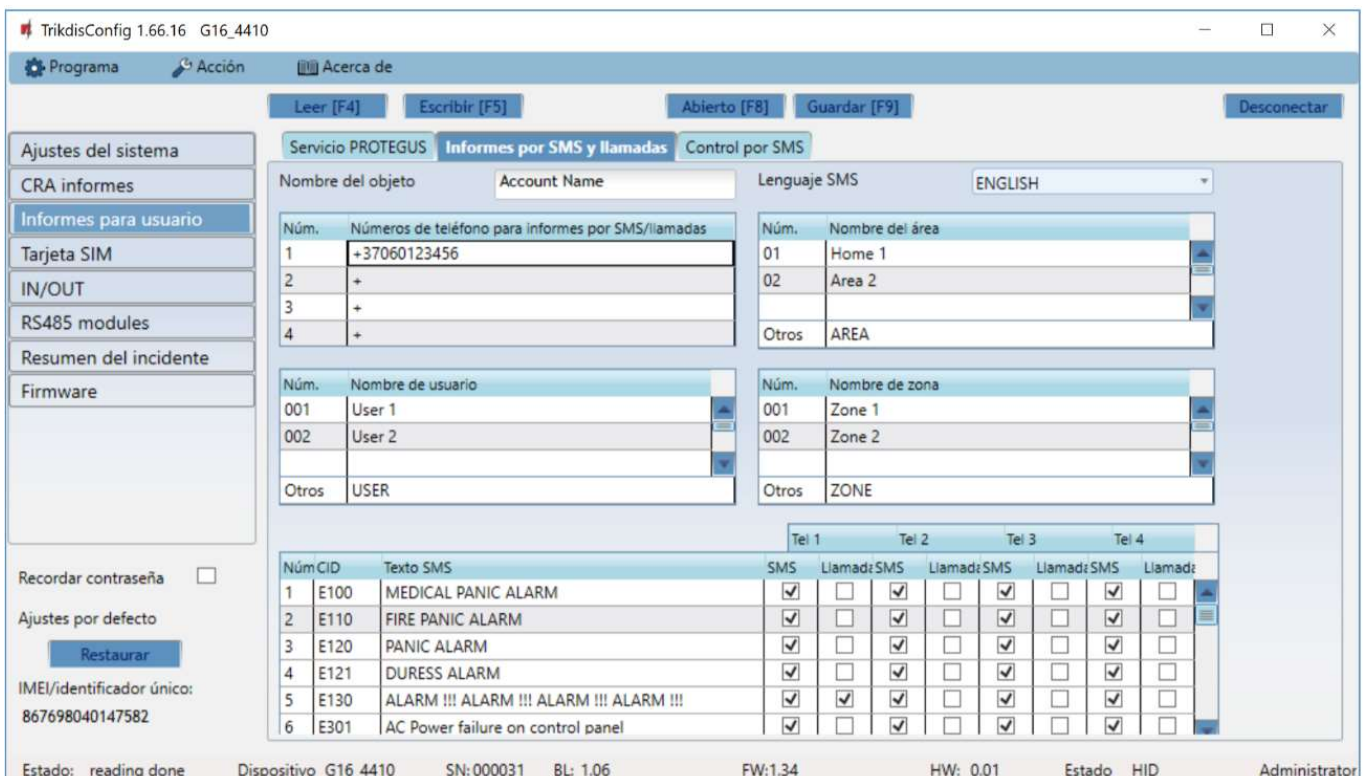 TrikdisConfig 1.66.16 G16_4410
Programa Acción Acerca de
Leer [F4] Escribir [F5] Abierto [F8] Guardar [F9] Desconectar
Ajustes del sistema
CRA informes
Informes para usuario
Tarjeta SIM
IN/OUT
RS485 modules
Resumen del incidente
Firmware
Recordar contraseña
Ajustes por defecto
Restaurar
IMEI/identificador único:
867698040147582
Servicio PROTEGUS Informes por SMS y llamadas Control por SMS
Nombre del objeto Account Name Lenguaje SMS ENGLISH
Núm. Números de teléfono para informes por SMS/llamadas
1 +37060123456
2 +
3 +
4 +
Núm. Nombre del área
01 Home 1
02 Area 2
Otros AREA
Núm. Nombre de usuario
001 User 1
002 User 2
Otros USER
Núm. Nombre de zona
001 Zone 1
002 Zone 2
Otros ZONE
Tel 1 Tel 2 Tel 3 Tel 4
Núm CID Texto SMS SMS Llamada SMS Llamada SMS Llamada SMS Llamada
1 E100 MEDICAL PANIC ALARM
2 E110 FIRE PANIC ALARM
3 E120 PANIC ALARM
4 E121 DURESS ALARM
5 E130 ALARM !!! ALARM !!! ALARM !!! ALARM !!!
6 E301 AC Power failure on control panel
Estado: reading done Dispositivo G16_4410 SN: 000031 BL: 1.06 FW:1.34 HW: 0.01 Estado HID Administrator